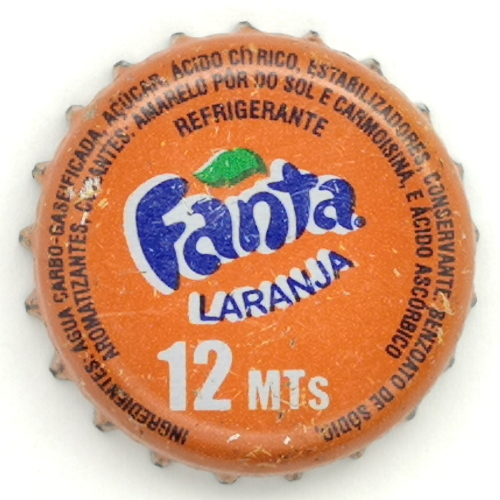 INGREDIENTES: ÁGUA CARBO-GASEIFICADA, AÇÚCAR, ÁCIDO CÍTRICO, ESTABILIZADORES, CONSERVANTE: BENZOATO DE SÓDIO,
AROMATIZANTES, CORANTES: AMARELO POR DO SOL E CARMOISINA, E ÁCIDO ASCÓRBICO
REFRIGERANTE
Fanta
LARANJA
12 MTs